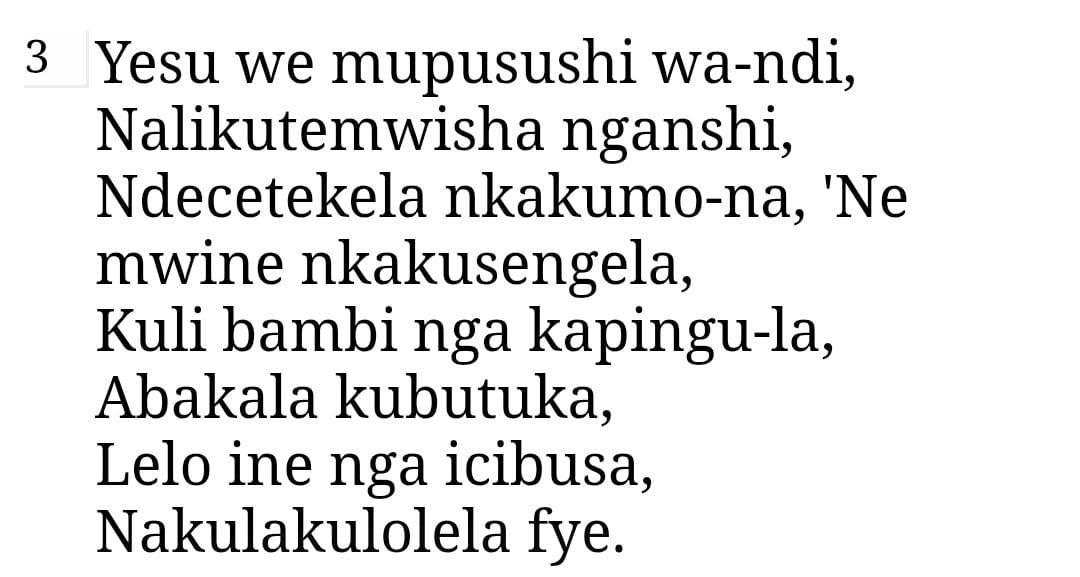 3 Yesu we mupusushi wa-ndi,
Nalikutemwisha nganshi,
Ndecetekela nkakumo-na, 'Ne
mwine nkakusengela,
Kuli bambi nga kapingu-la,
Abakala kubutuka,
Lelo ine nga icibusa,
Nakulakulolela fye.